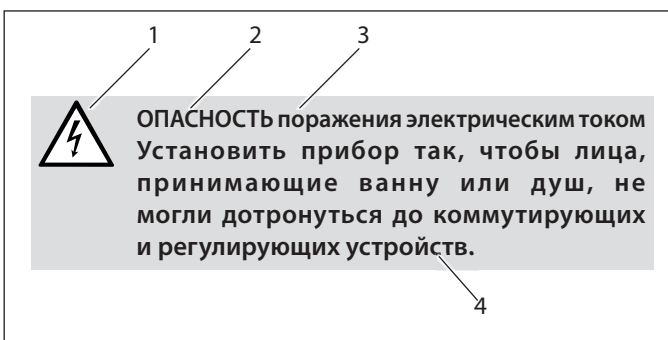 1 2 3
ОПАСНОСТЬ поражения электрическим током
Установить прибор так, чтобы лица,
принимающие ванну или душ, не
могли дотронуться до коммутирующих
и регулирующих устройств.
4